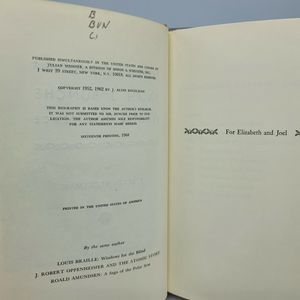 B
BUN
PUBLISHED SIMULTANEOUSLY IN THE UNITED STATES AND CANADA BY
JULIAN MESSNER, A DIVISION OF SIMON & SCHUSTER, INC.,
1 WEST 39 STREET, NEW YORK, N.Y. 10018. ALL RIGHTS RESERVED.
COPYRIGHT 1952, 1962 BY J. ALVIN KUGELMASS
THIS BIOGRAPHY IS BASED UPON THE AUTHOR'S RESEARCH.
IT WAS NOT SUBMITTED TO DR. BUNCHE PRIOR TO PUB-
LICATION. THE AUTHOR ASSUMES SOLE RESPONSIBILITY
FOR ANY STATEMENTS MADE HEREIN.
SIXTEENTH PRINTING, 1968
PRINTED IN THE UNITED STATES OF AMERICA
By the same author
LOUIS BRAILLE: Windows for the Blind
J. ROBERT OPPENHEIMER AND THE ATOMIC STORY
ROALD AMUNDSEN: A Saga of the Polar Seas
For Elizabeth and Joel